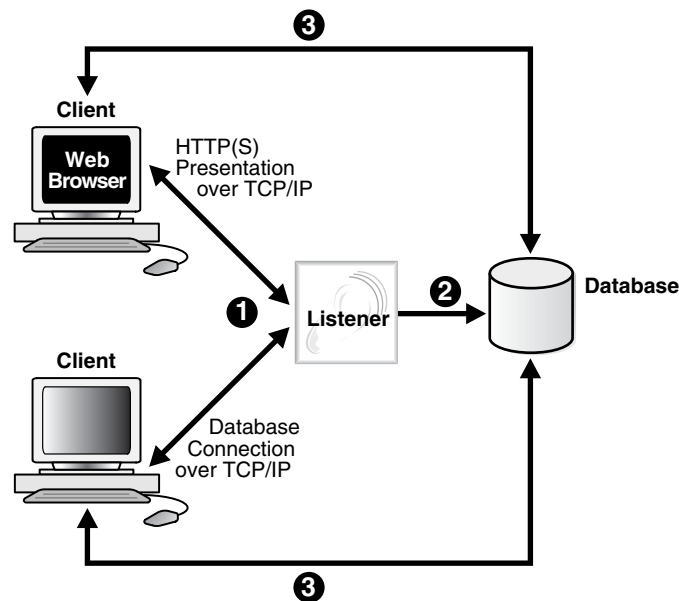 3
Client
Web
Browser
HTTP(S)
Presentation
over TCP/IP
1
Listener
2
Database
Client
Database
Connection
over TCP/IP
3